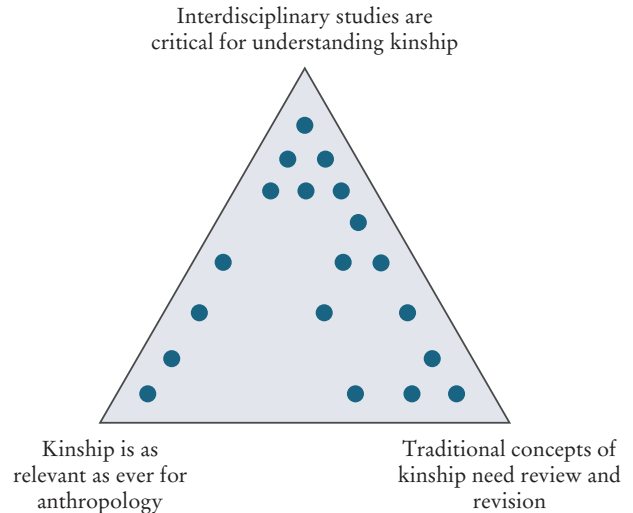 Interdisciplinary studies are
critical for understanding kinship
Kinship is as
relevant as ever for
anthropology
Traditional concepts of
kinship need review and
revision